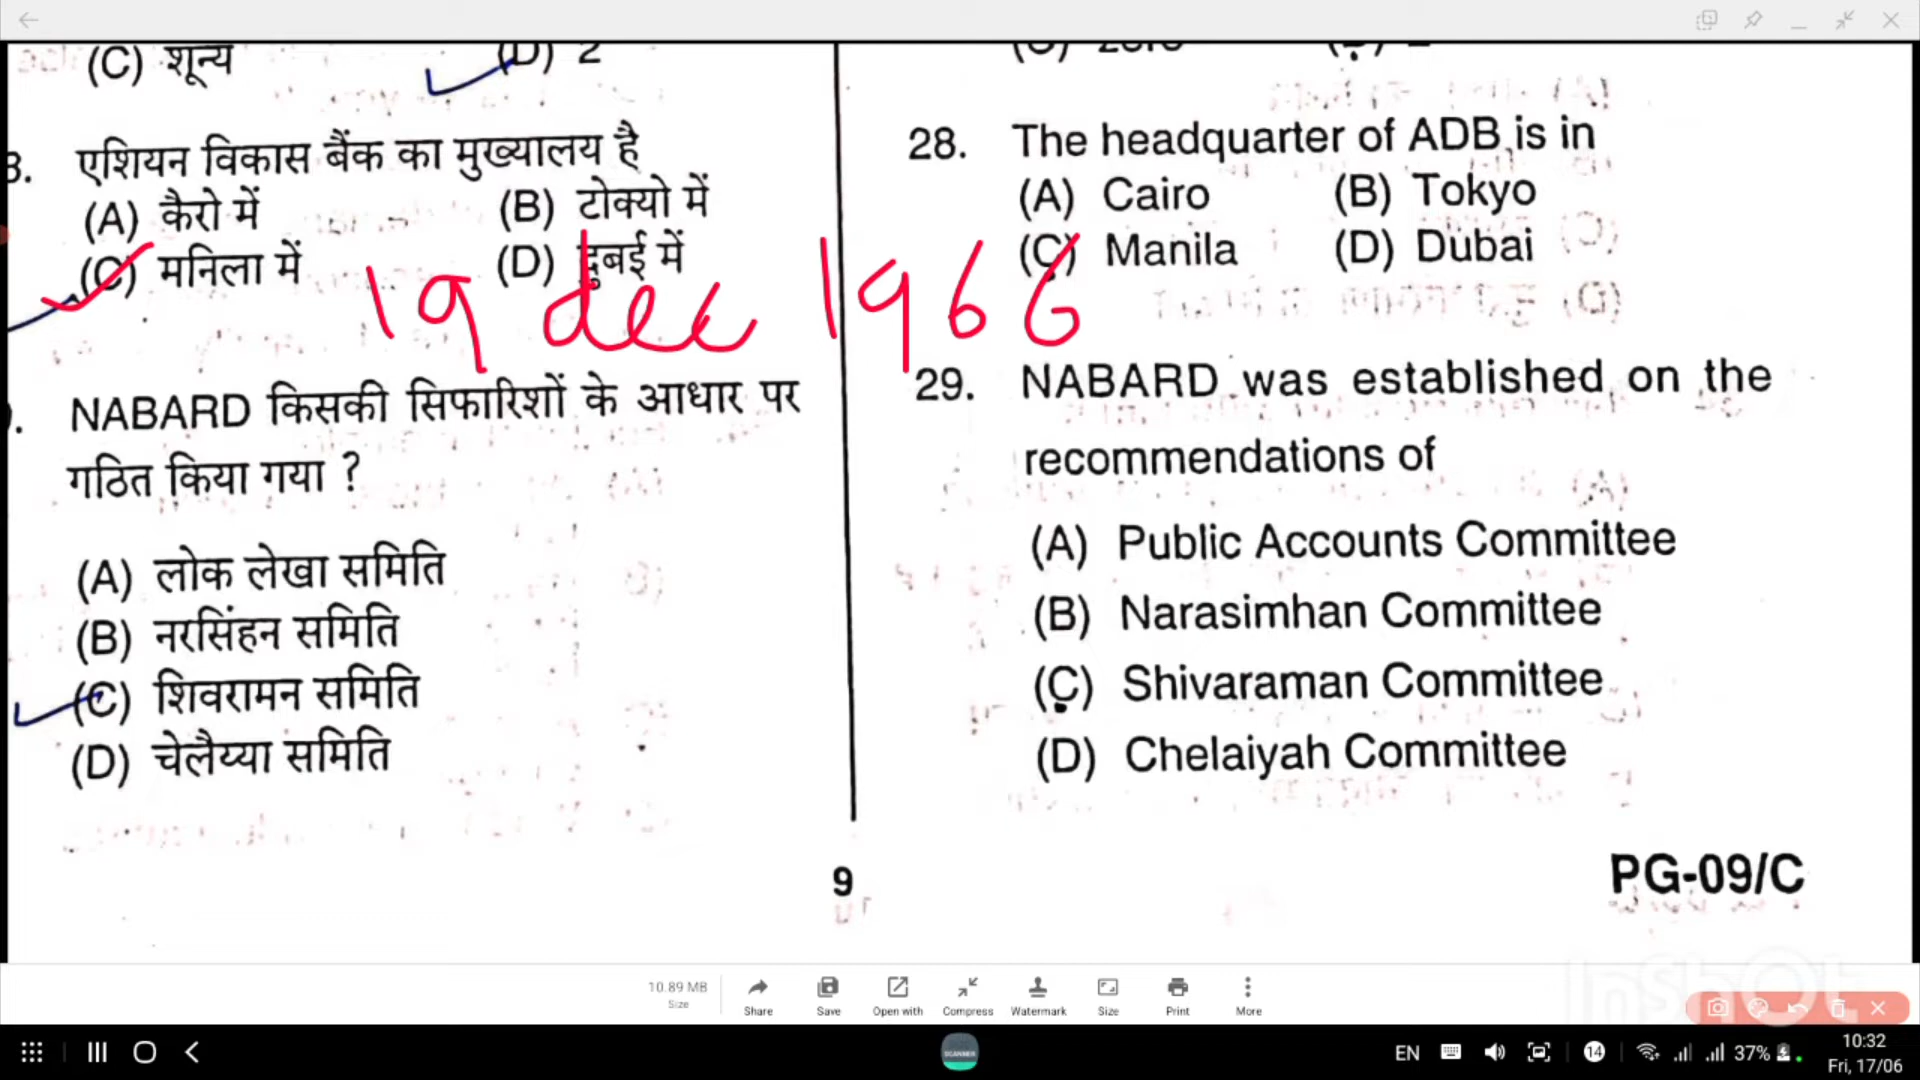 (C) शून्य
(D) 2
एशियन विकास बैंक का मुख्यालय है
(A) कैरो में (B) टोक्यो में
(C) मनिला में (D) दुबई में
19 dec 1966
NABARD किसकी सिफारिशों के आधार पर
गठित किया गया ?
(A) लोक लेखा समिति
(B) नरसिंहन समिति
(C) शिवरामन समिति
(D) चेलैय्या समिति
28. The headquarter of ADB is in
(A) Cairo (B) Tokyo
(C) Manila (D) Dubai
29. NABARD was established on the
recommendations of
(A) Public Accounts Committee
(B) Narasimhan Committee
(C) Shivaraman Committee
(D) Chelaiyah Committee
9
PG-09/C
InShOt
10.89 MB
Size
Share
Save
Open with
Compress
Watermark
Size
Print
More
SCANNER
EN
14
37%
10:32
Fri, 17/06